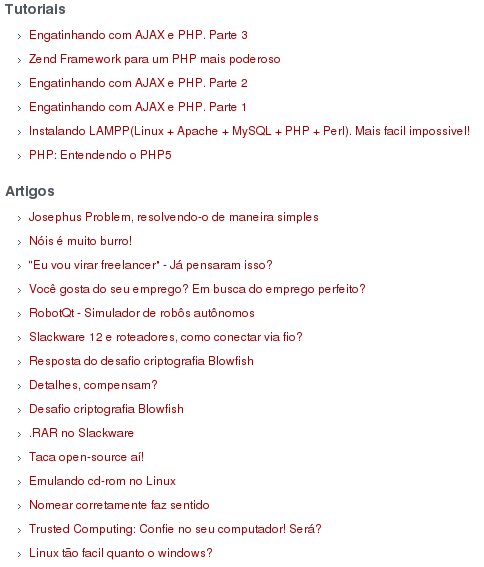 Tutoriais
Engatinhando com AJAX e PHP. Parte 3
Zend Framework para um PHP mais poderoso
Engatinhando com AJAX e PHP. Parte 2
Engatinhando com AJAX e PHP. Parte 1
Instalando LAMPP(Linux + Apache + MySQL + PHP + Perl). Mais facil impossivel!
PHP: Entendendo o PHP5
Artigos
Josephus Problem, resolvendo-o de maneira simples
Nóis é muito burro!
"Eu vou virar freelancer" - Já pensaram isso?
Você gosta do seu emprego? Em busca do emprego perfeito?
RobotQt - Simulador de robôs autônomos
Slackware 12 e roteadores, como conectar via fio?
Resposta do desafio criptografia Blowfish
Detalhes, compensam?
Desafio criptografia Blowfish
.RAR no Slackware
Taca open-source aí!
Emulando cd-rom no Linux
Nomear corretamente faz sentido
Trusted Computing: Confie no seu computador! Será?
Linux tão facil quanto o windows?